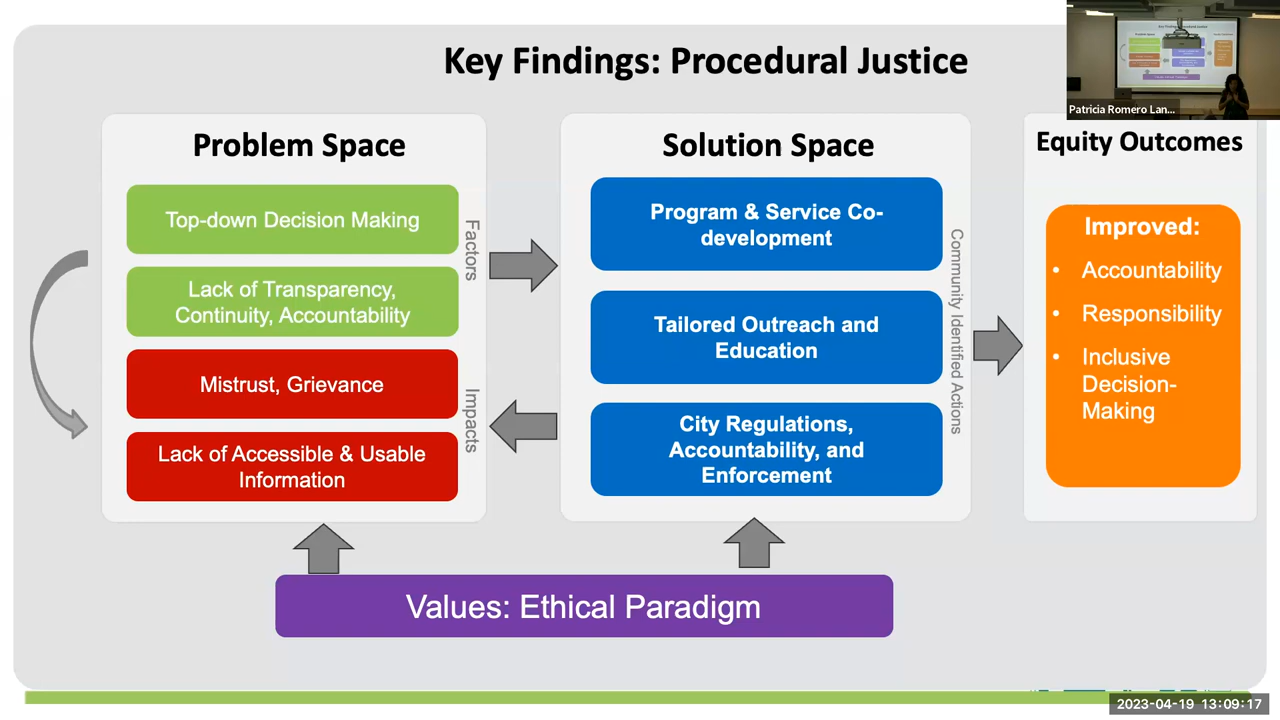 Key Findings: Procedural Justice
Patricia Romero Lan...
Problem Space
Top-down Decision Making
Lack of Transparency,
Continuity, Accountability
Mistrust, Grievance
Lack of Accessible & Usable
Information
Factors
Impacts
Solution Space
Program & Service Co-
development
Tailored Outreach and
Education
City Regulations,
Accountability, and
Enforcement
Community Identified Actions
Equity Outcomes
Improved:
• Accountability
• Responsibility
• Inclusive
Decision-
Making
Values: Ethical Paradigm
2023-04-19 13:09:17